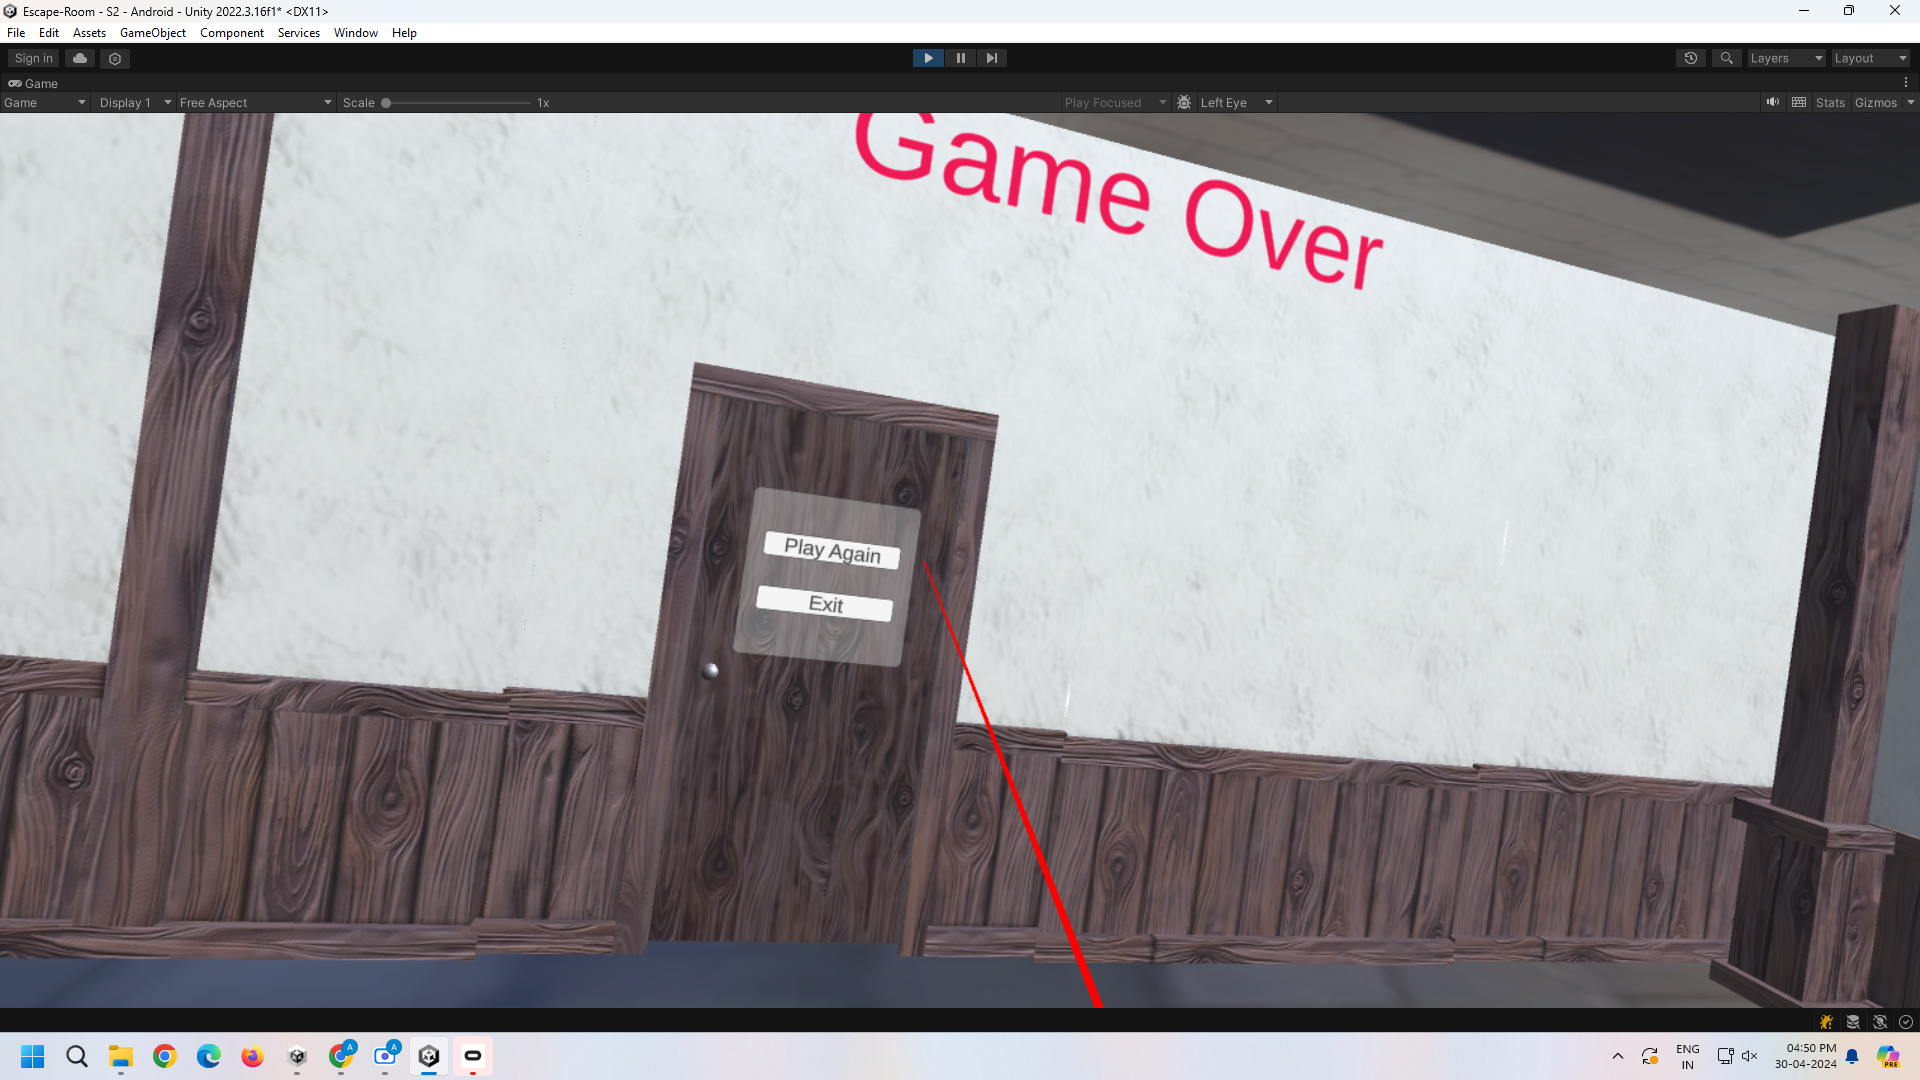 Escape-Room - S2 - Android - Unity 2022.3.16f1* <DX11>
File Edit Assets GameObject Component Services Window Help
Sign in Layers Layout
Game
Game Display 1 Free Aspect Scale 1x Play Focused Left Eye Stats Gizmos
Game Over
Play Again
Exit
A A
ENG 04:50 PM
IN 30-04-2024
PRE